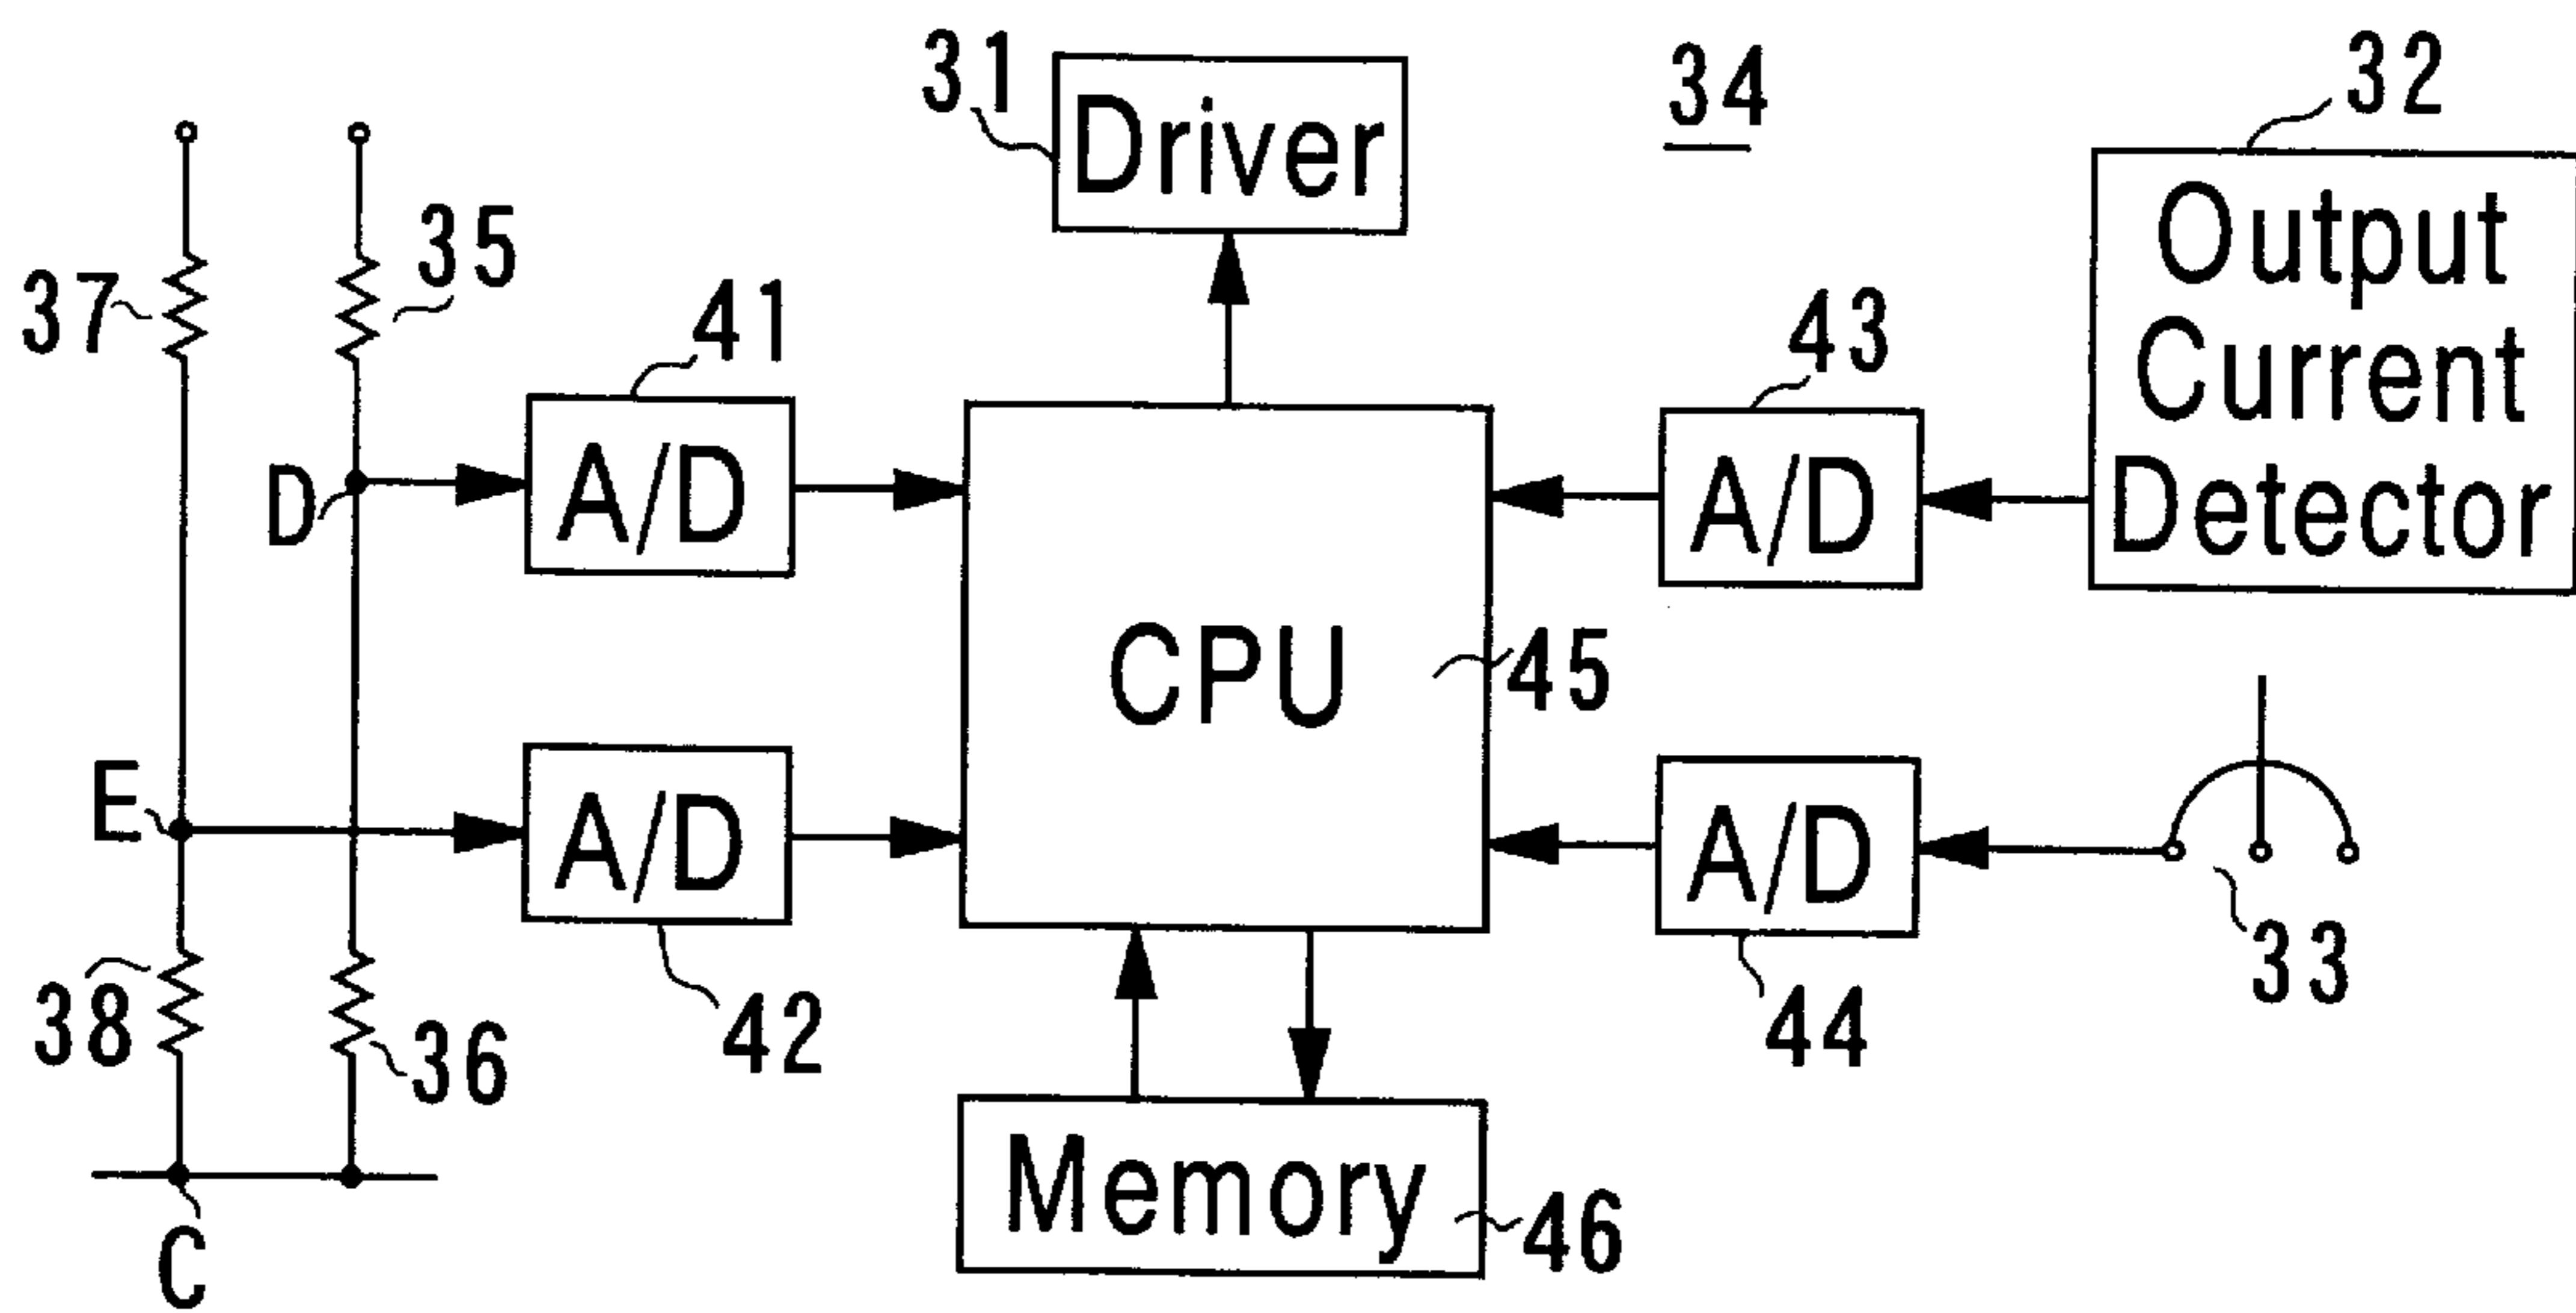 31
Driver
34
32
Output
Current
Detector
37
35
41
A/D
D
43
A/D
CPU
45
E
A/D
42
A/D
44
33
38
36
Memory
46
C